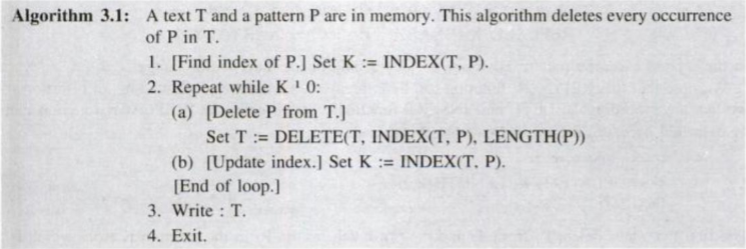 Algorithm 3.1: A text T and a pattern P are in memory. This algorithm deletes every occurrence
of P in T.
1. [Find index of P.] Set K := INDEX(T, P).
2. Repeat while K ¹ 0:
(a) [Delete P from T.]
Set T := DELETE(T, INDEX(T, P), LENGTH(P))
(b) [Update index.] Set K := INDEX(T, P).
[End of loop.]
3. Write : T.
4. Exit.